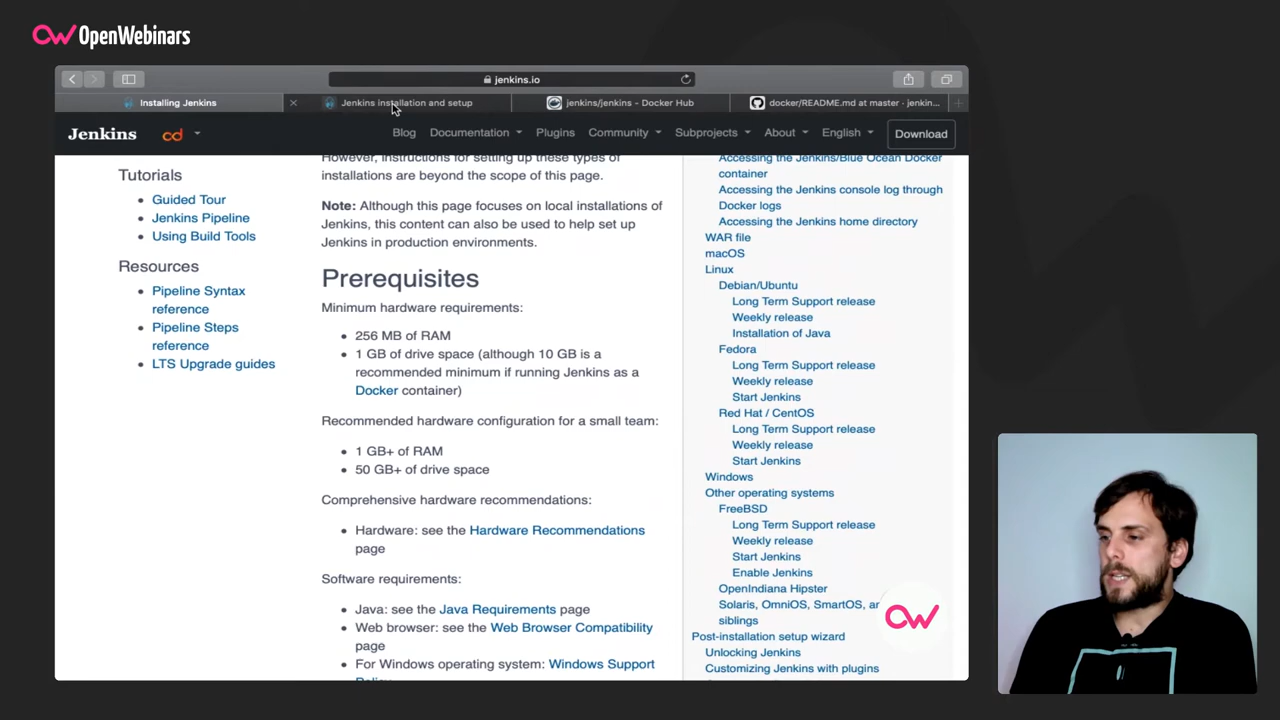 OpenWebinars
jenkins.io
Installing Jenkins
Jenkins installation and setup
jenkins/jenkins - Docker Hub
docker/README.md at master · jenkin...
Jenkins
cd
Blog
Documentation
Plugins
Community
Subprojects
About
English
Download
Tutorials
Guided Tour
Jenkins Pipeline
Using Build Tools
Resources
Pipeline Syntax
reference
Pipeline Steps
reference
LTS Upgrade guides
However, instructions for setting up these types of
installations are beyond the scope of this page.
Note: Although this page focuses on local installations of
Jenkins, this content can also be used to help set up
Jenkins in production environments.
Prerequisites
Minimum hardware requirements:
256 MB of RAM
1 GB of drive space (although 10 GB is a
recommended minimum if running Jenkins as a
Docker container)
Recommended hardware configuration for a small team:
1 GB+ of RAM
50 GB+ of drive space
Comprehensive hardware recommendations:
Hardware: see the Hardware Recommendations
page
Software requirements:
Java: see the Java Requirements page
Web browser: see the Web Browser Compatibility
page
For Windows operating system: Windows Support
Accessing the Jenkins/Blue Ocean Docker
container
Accessing the Jenkins console log through
Docker logs
Accessing the Jenkins home directory
WAR file
macOS
Linux
Debian/Ubuntu
Long Term Support release
Weekly release
Installation of Java
Fedora
Long Term Support release
Weekly release
Start Jenkins
Red Hat / CentOS
Long Term Support release
Weekly release
Start Jenkins
Windows
Other operating systems
FreeBSD
Long Term Support release
Weekly release
Start Jenkins
Enable Jenkins
OpenIndiana Hipster
Solaris, OmniOS, SmartOS,
siblings
Post-installation setup wizard
Unlocking Jenkins
Customizing Jenkins with plugins